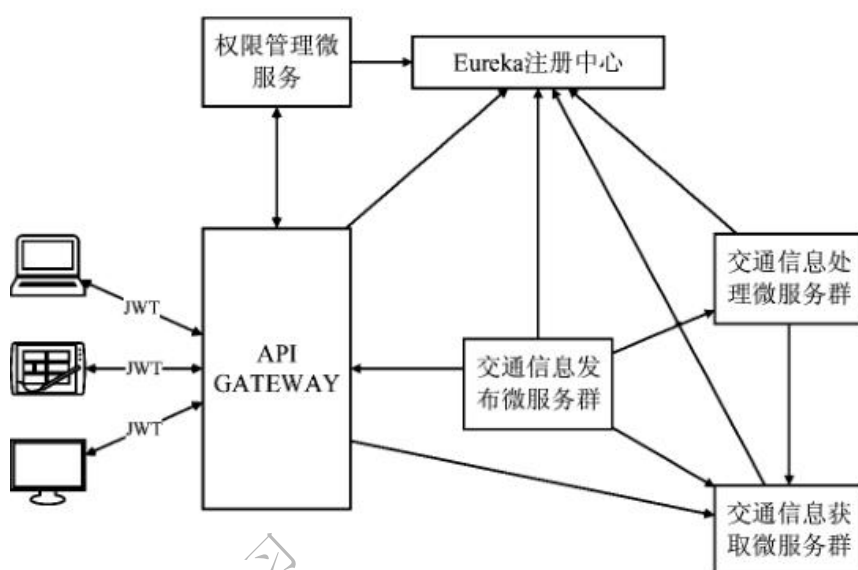 权限管理微
服务
Eureka注册中心
交通信息处
理微服务群
JWT
API
GATEWAY
JWT
交通信息发
布微服务群
JWT
交通信息获
取微服务群